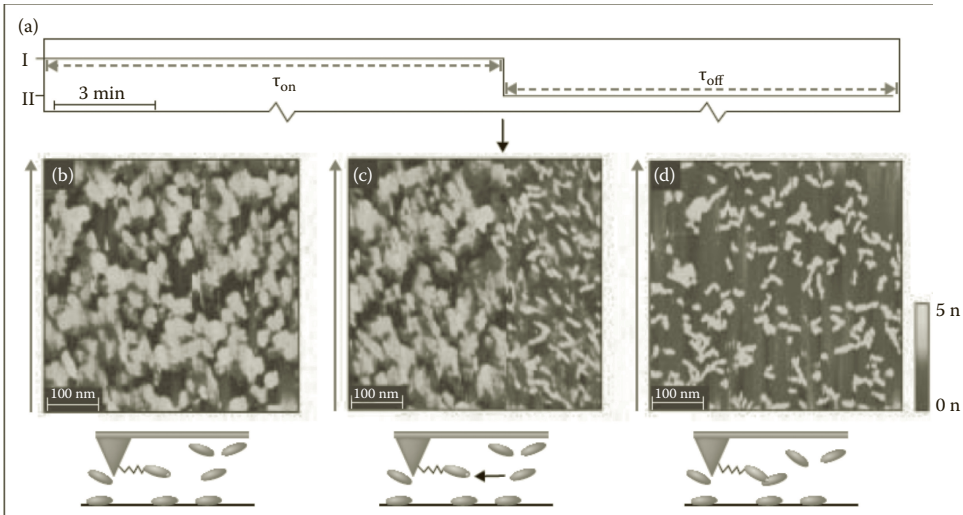 (a)
I
τon
τoff
II
3 min
(b)
(c)
(d)
5 n
100 nm
100 nm
100 nm
0 n